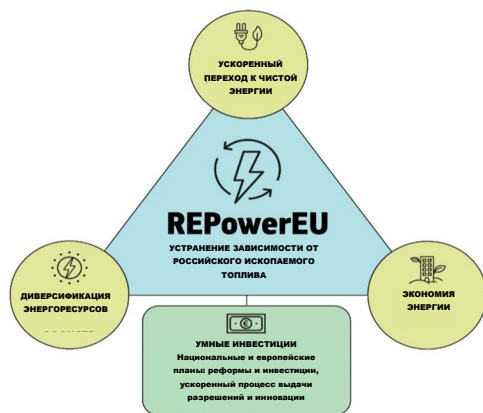 УСКОРЕННЫЙ
ПЕРЕХОД К ЧИСТОЙ
ЭНЕРГИИ
REPowerEU
УСТРАНЕНИЕ ЗАВИСИМОСТИ ОТ
РОССИЙСКОГО ИСКОПАЕМОГО
ТОПЛИВА
ДИВЕРСИФИКАЦИЯ
ЭНЕРГОРЕСУРСОВ
ЭКОНОМИЯ
ЭНЕРГИИ
УМНЫЕ ИНВЕСТИЦИИ
Национальные и европейские
планы: реформы и инвестиции,
ускоренный процесс выдачи
разрешений и инновации